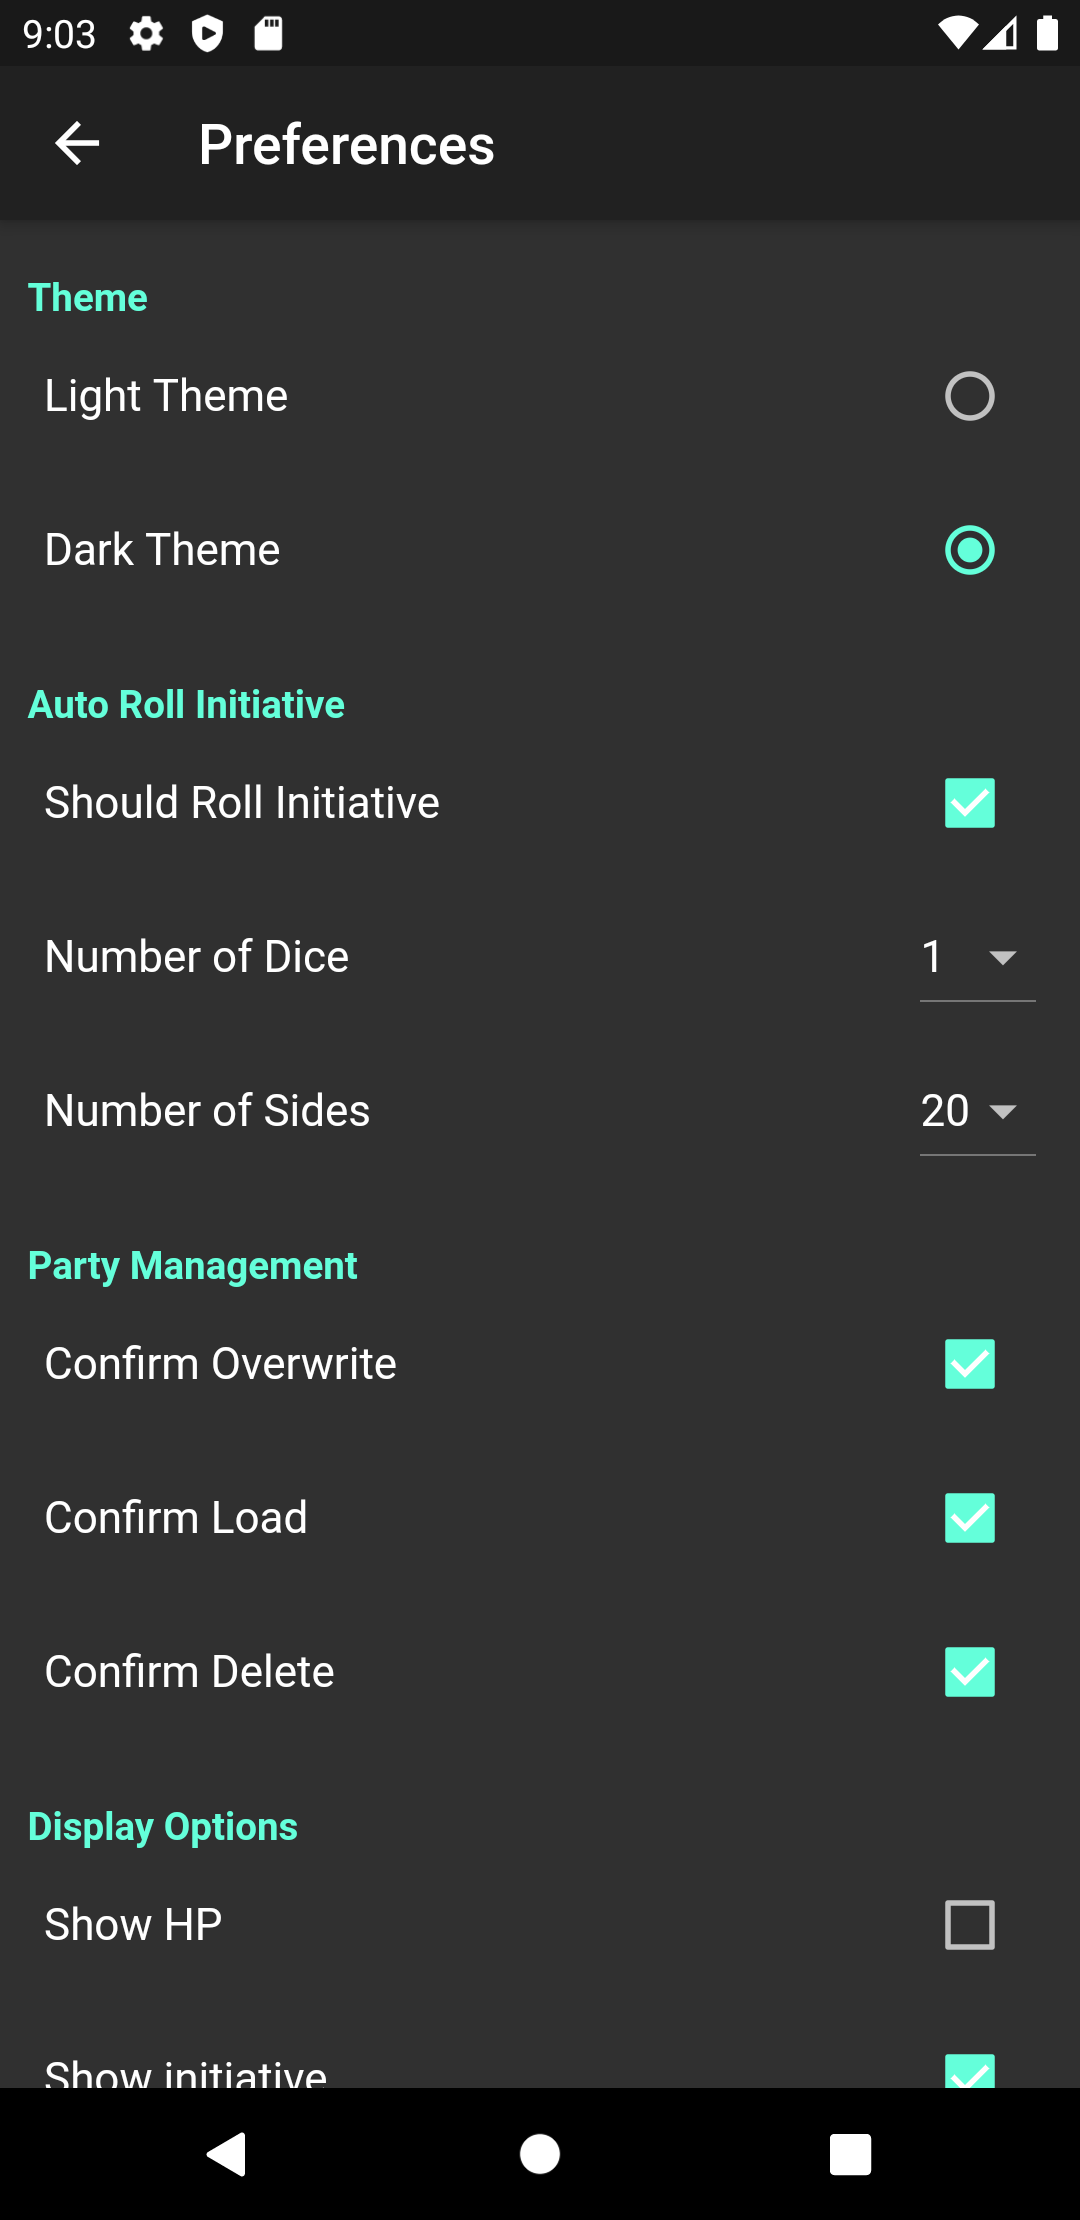 9:03
Preferences
Theme
Light Theme
Dark Theme
Auto Roll Initiative
Should Roll Initiative
Number of Dice 1
Number of Sides 20
Party Management
Confirm Overwrite
Confirm Load
Confirm Delete
Display Options
Show HP
Show initiative